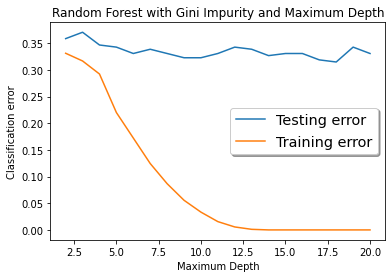 Random Forest with Gini Impurity and Maximum Depth
Classification error
0.35
0.30
0.25
0.20
0.15
0.10
0.05
0.00
Testing error
Training error
2.5 5.0 7.5 10.0 12.5 15.0 17.5 20.0
Maximum Depth